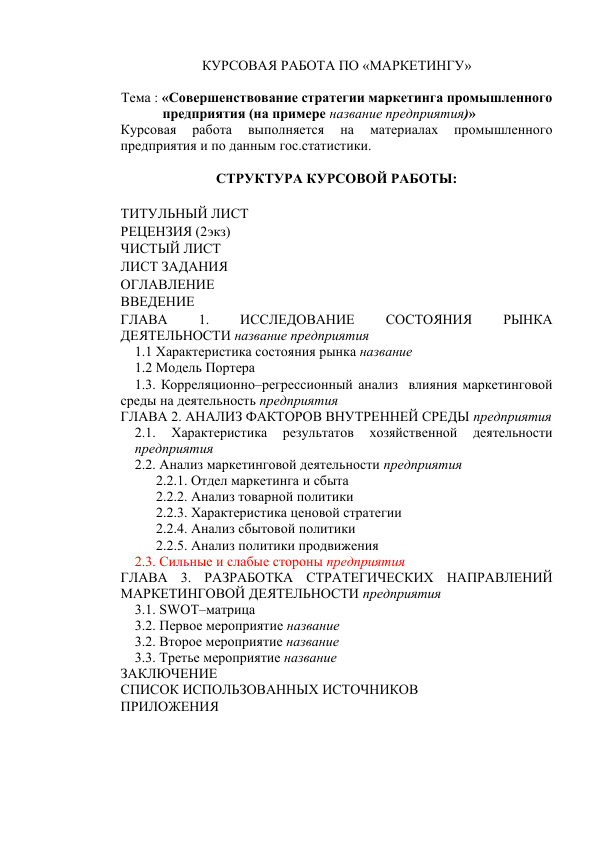 КУРСОВАЯ РАБОТА ПО «МАРКЕТИНГУ»
Тема : «Совершенствование стратегии маркетинга промышленного
предприятия (на примере название предприятия)»
Курсовая работа выполняется на материалах промышленного
предприятия и по данным гос.статистики.
СТРУКТУРА КУРСОВОЙ РАБОТЫ:
ТИТУЛЬНЫЙ ЛИСТ
РЕЦЕНЗИЯ (2экз)
ЧИСТЫЙ ЛИСТ
ЛИСТ ЗАДАНИЯ
ОГЛАВЛЕНИЕ
ВВЕДЕНИЕ
ГЛАВА 1. ИССЛЕДОВАНИЕ СОСТОЯНИЯ РЫНКА
ДЕЯТЕЛЬНОСТИ название предприятия
1.1 Характеристика состояния рынка название
1.2 Модель Портера
1.3. Корреляционно–регрессионный анализ влияния маркетинговой
среды на деятельность предприятия
ГЛАВА 2. АНАЛИЗ ФАКТОРОВ ВНУТРЕННЕЙ СРЕДЫ предприятия
2.1. Характеристика результатов хозяйственной деятельности
предприятия
2.2. Анализ маркетинговой деятельности предприятия
2.2.1. Отдел маркетинга и сбыта
2.2.2. Анализ товарной политики
2.2.3. Характеристика ценовой стратегии
2.2.4. Анализ сбытовой политики
2.2.5. Анализ политики продвижения
2.3. Сильные и слабые стороны предприятия
ГЛАВА 3. РАЗРАБОТКА СТРАТЕГИЧЕСКИХ НАПРАВЛЕНИЙ
МАРКЕТИНГОВОЙ ДЕЯТЕЛЬНОСТИ предприятия
3.1. SWOT–матрица
3.2. Первое мероприятие название
3.2. Второе мероприятие название
3.3. Третье мероприятие название
ЗАКЛЮЧЕНИЕ
СПИСОК ИСПОЛЬЗОВАННЫХ ИСТОЧНИКОВ
ПРИЛОЖЕНИЯ